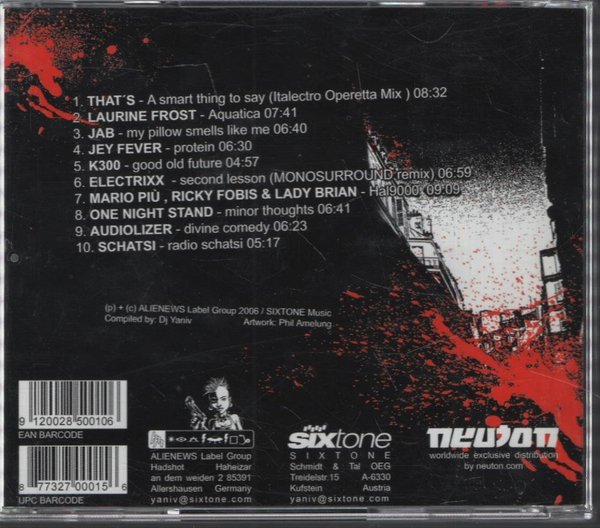 1. THAT´S - A smart thing to say (Italectro Operetta Mix ) 08:32
2. LAURINE FROST - Aquatica 07:41
3. JAB - my pillow smells like me 06:40
4. JEY FEVER - protein 06:30
5. K300 - good old future 04:57
6. ELECTRIXX - second lesson (MONOSURROUND remix) 06:59
7. MARIO PIÙ , RICKY FOBIS & LADY BRIAN - Hal9000 09:09
8. ONE NIGHT STAND - minor thoughts 06:41
9. AUDIOLIZER - divine comedy 06:23
10. SCHATSI - radio schatsi 05:17
(p) + (c) ALIENEWS Label Group 2006 / SIXTONE Music
Compiled by: Dj Yaniv Artwork: Phil Amelung
9 120028 500106
EAN BARCODE
8 77327 00015 6
UPC BARCODE
ALIENEWS Label Group
Hadshot Haheizar
an dem weiden 2 85391
Allershausen Germany
yaniv@sixtone.com
sixtone
SIXTONE
Schmidt & Tal OEG
Treidelstr.15 A-6330
Kufstein Austria
yaniv@sixtone.com
neuton
worldwide exclusive distribution
by neuton.com